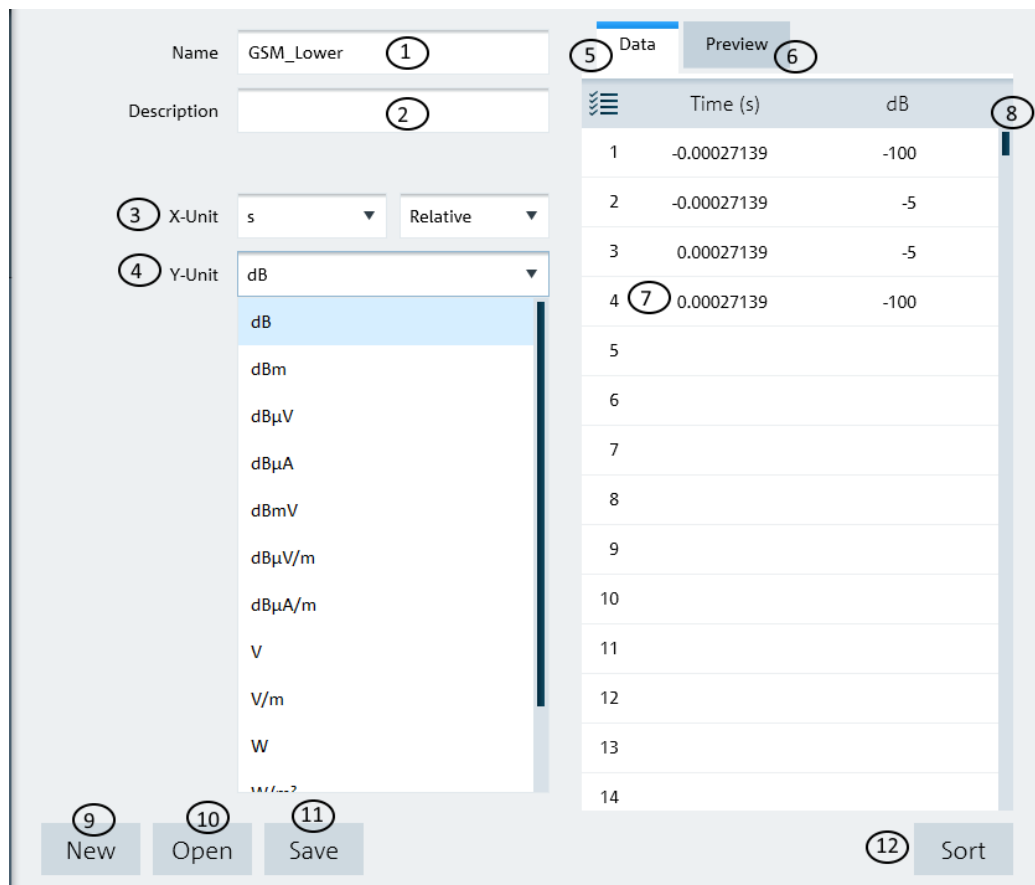 Name GSM_Lower 1
Description 2
3 X-Unit s Relative
4 Y-Unit dB
dB
dBm
dBµV
dBµA
dBmV
dBµV/m
dBµA/m
V
V/m
W
W/m²
9 New 10 Open 11 Save
5 Data Preview 6
Time (s) dB 8
1 -0.00027139 -100
2 -0.00027139 -5
3 0.00027139 -5
4 7 0.00027139 -100
5
6
7
8
9
10
11
12
13
14
12 Sort